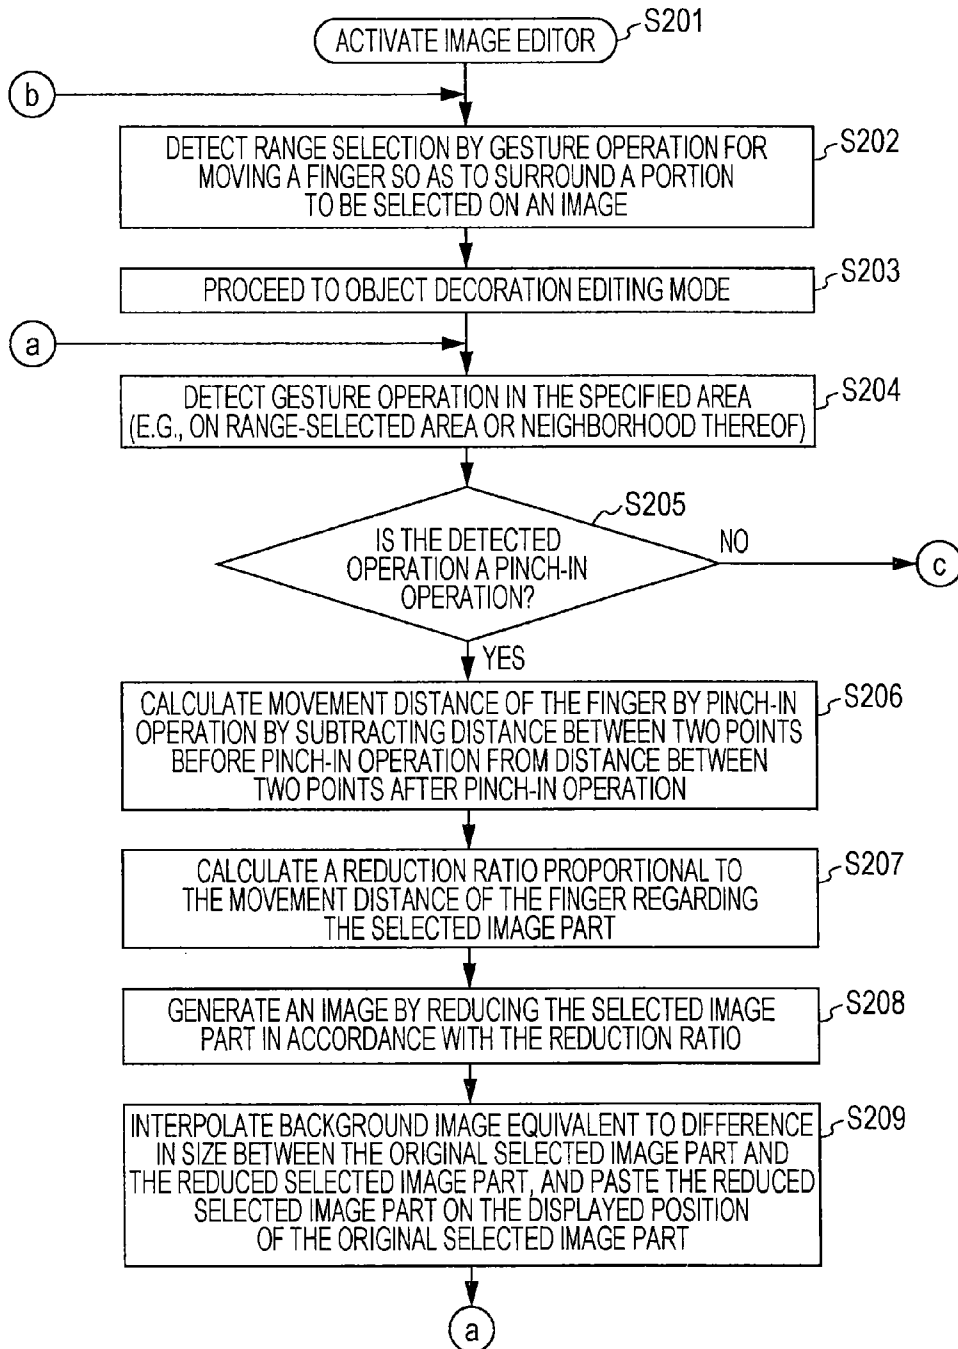 ACTIVATE IMAGE EDITOR
S201
b
DETECT RANGE SELECTION BY GESTURE OPERATION FOR
MOVING A FINGER SO AS TO SURROUND A PORTION
TO BE SELECTED ON AN IMAGE
S202
PROCEED TO OBJECT DECORATION EDITING MODE
S203
a
DETECT GESTURE OPERATION IN THE SPECIFIED AREA
(E.G., ON RANGE-SELECTED AREA OR NEIGHBORHOOD THEREOF)
S204
IS THE DETECTED
OPERATION A PINCH-IN
OPERATION?
S205
NO
c
YES
CALCULATE MOVEMENT DISTANCE OF THE FINGER BY PINCH-IN
OPERATION BY SUBTRACTING DISTANCE BETWEEN TWO POINTS
BEFORE PINCH-IN OPERATION FROM DISTANCE BETWEEN
TWO POINTS AFTER PINCH-IN OPERATION
S206
CALCULATE A REDUCTION RATIO PROPORTIONAL TO
THE MOVEMENT DISTANCE OF THE FINGER REGARDING
THE SELECTED IMAGE PART
S207
GENERATE AN IMAGE BY REDUCING THE SELECTED IMAGE
PART IN ACCORDANCE WITH THE REDUCTION RATIO
S208
INTERPOLATE BACKGROUND IMAGE EQUIVALENT TO DIFFERENCE
IN SIZE BETWEEN THE ORIGINAL SELECTED IMAGE PART AND
THE REDUCED SELECTED IMAGE PART, AND PASTE THE REDUCED
SELECTED IMAGE PART ON THE DISPLAYED POSITION
OF THE ORIGINAL SELECTED IMAGE PART
S209
a